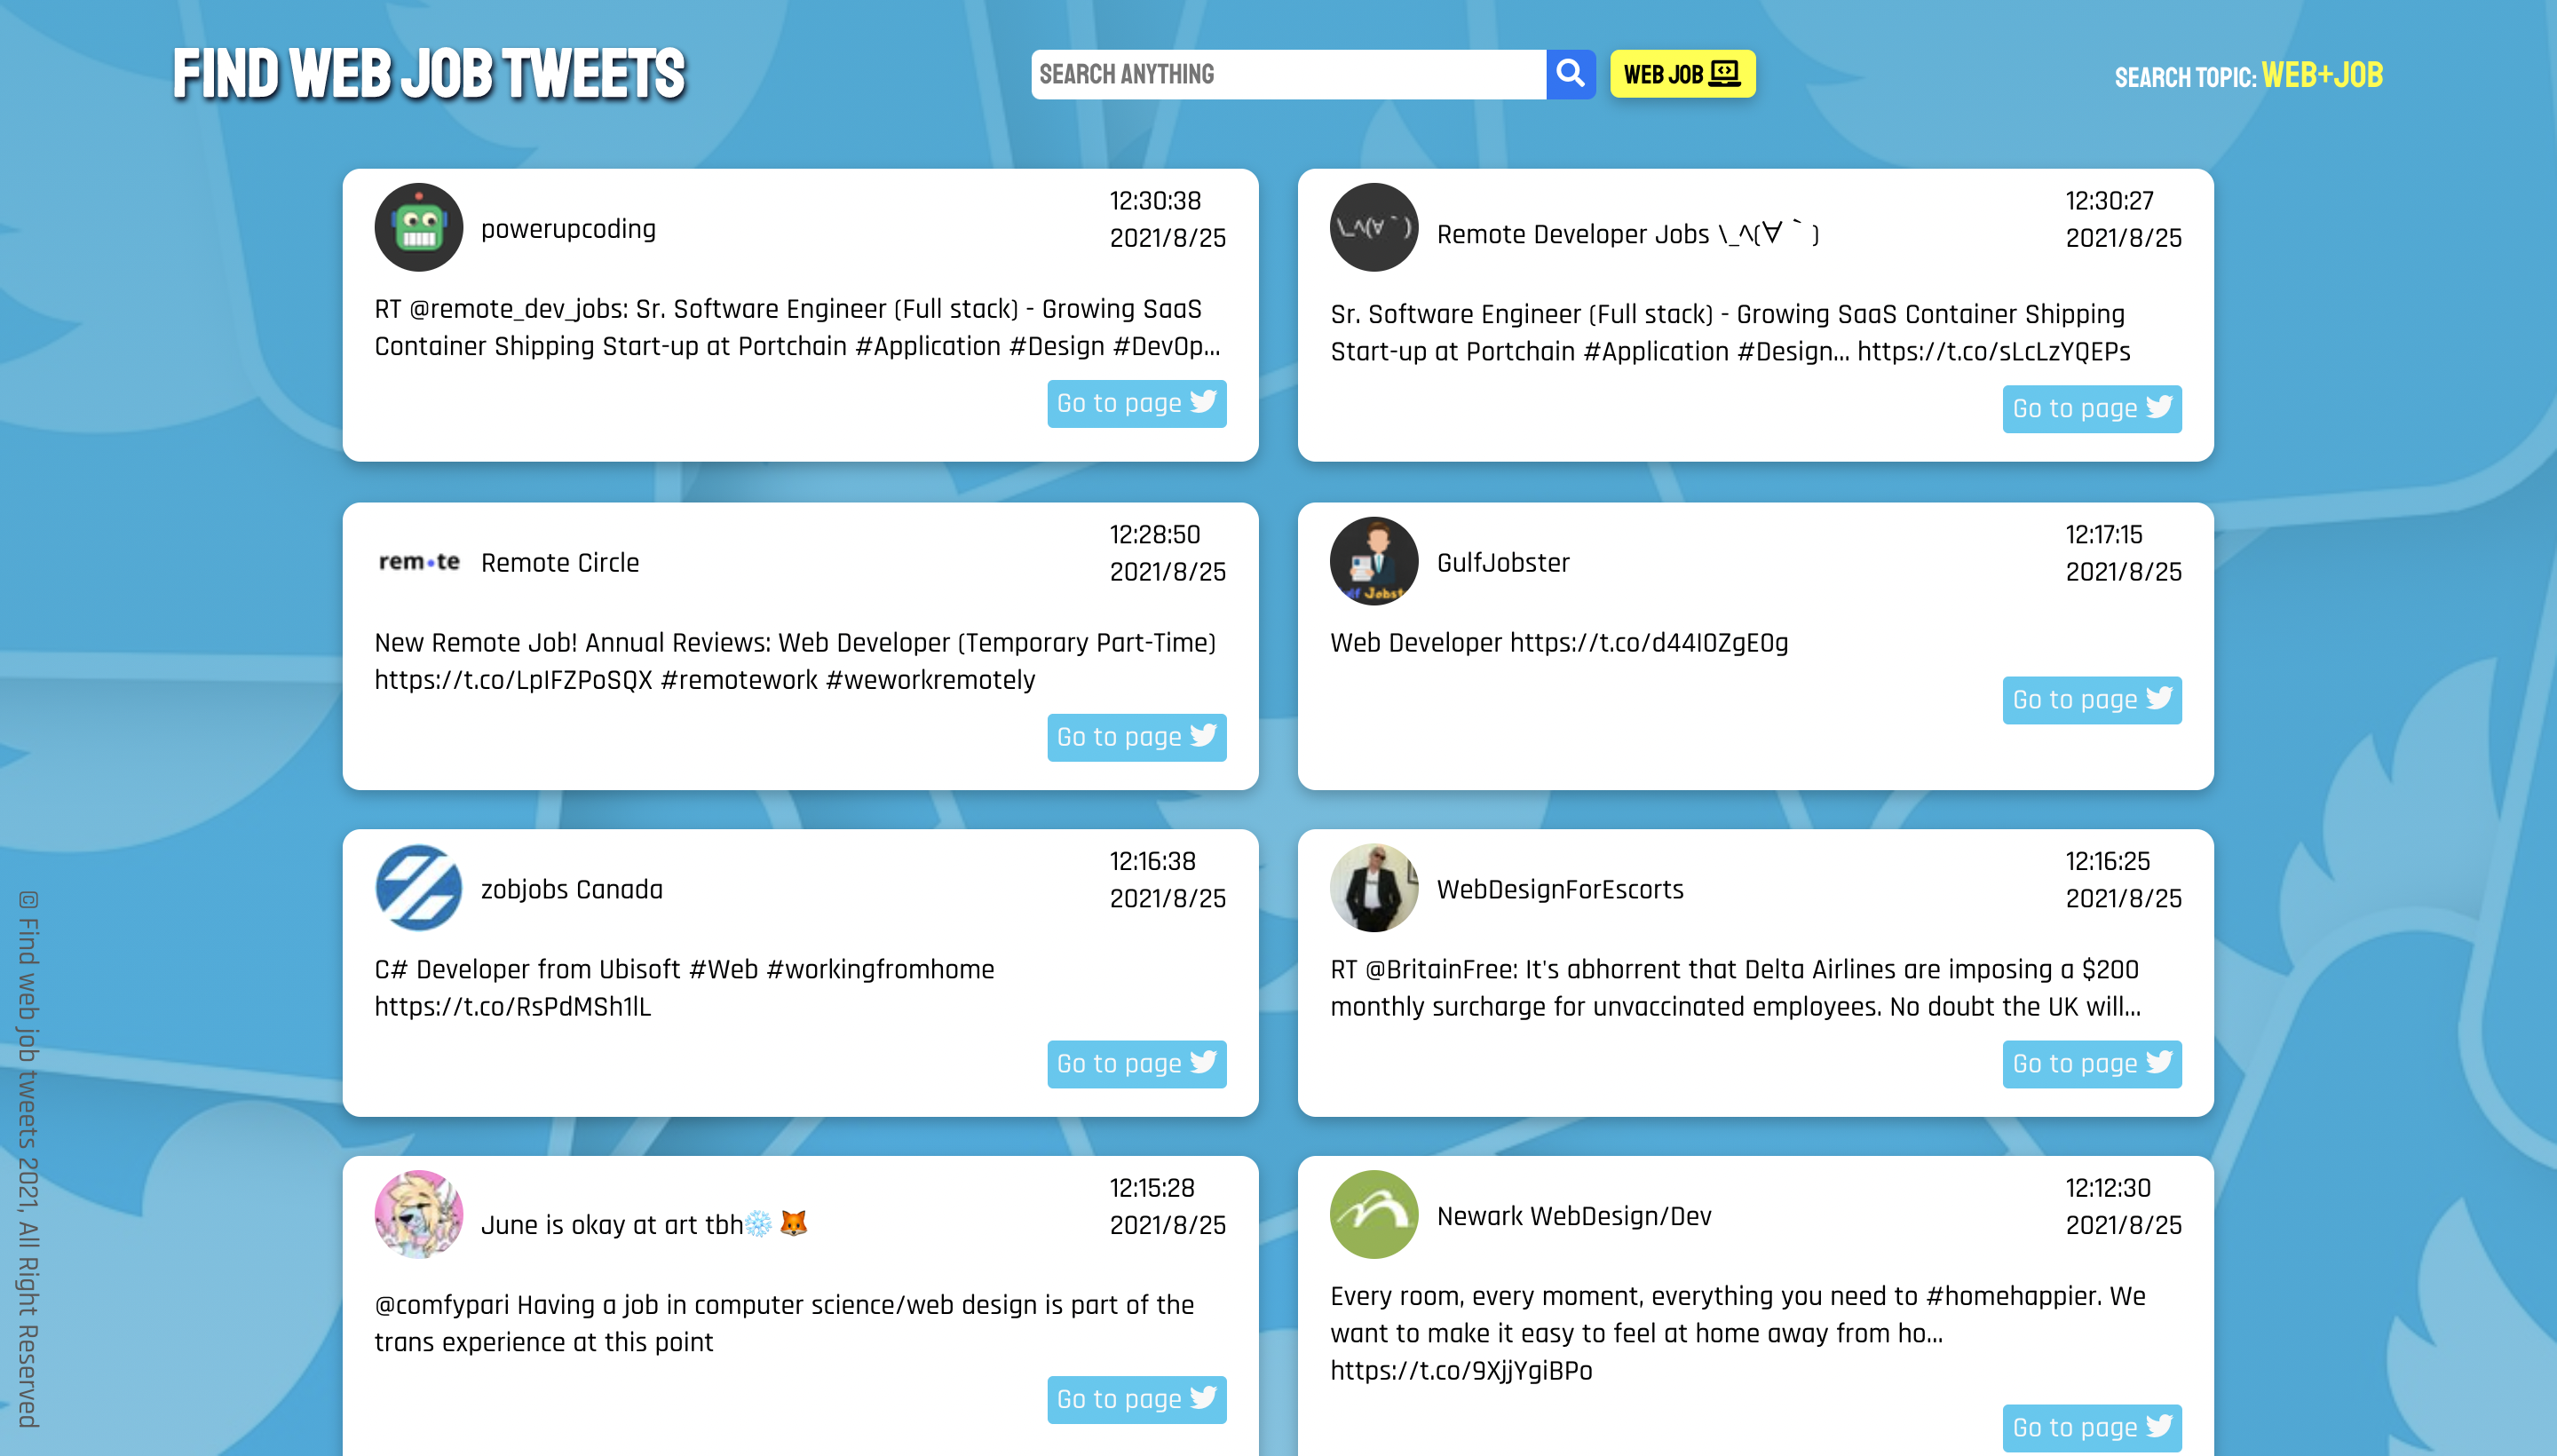 FIND WEB JOB TWEETS
SEARCH ANYTHING
WEB JOB
SEARCH TOPIC: WEB+JOB
powerupcoding
12:30:38
2021/8/25
RT @remote_dev_jobs: Sr. Software Engineer (Full stack) - Growing SaaS
Container Shipping Start-up at Portchain #Application #Design #DevOp…
Go to page
\_^(∀｀)
Remote Developer Jobs \_^(∀｀)
12:30:27
2021/8/25
Sr. Software Engineer (Full stack) - Growing SaaS Container Shipping
Start-up at Portchain #Application #Design… https://t.co/sLcLzYQEPs
Go to page
rem•te
Remote Circle
12:28:50
2021/8/25
New Remote Job! Annual Reviews: Web Developer (Temporary Part-Time)
https://t.co/LpIFZPoSQX #remotework #weworkremotely
Go to page
GulfJobster
12:17:15
2021/8/25
Web Developer https://t.co/d44I0ZgE0g
Go to page
zobjobs Canada
12:16:38
2021/8/25
C# Developer from Ubisoft #Web #workingfromhome
https://t.co/RsPdMSh1lL
Go to page
WebDesignForEscorts
12:16:25
2021/8/25
RT @BritainFree: It's abhorrent that Delta Airlines are imposing a $200
monthly surcharge for unvaccinated employees. No doubt the UK will…
Go to page
June is okay at art tbh❄️ 🦊
12:15:28
2021/8/25
@comfypari Having a job in computer science/web design is part of the
trans experience at this point
Go to page
Newark WebDesign/Dev
12:12:30
2021/8/25
Every room, every moment, everything you need to #homehappier. We
want to make it easy to feel at home away from ho…
https://t.co/9XjjYgiBPo
Go to page
© Find web job tweets 2021, All Right Reserved